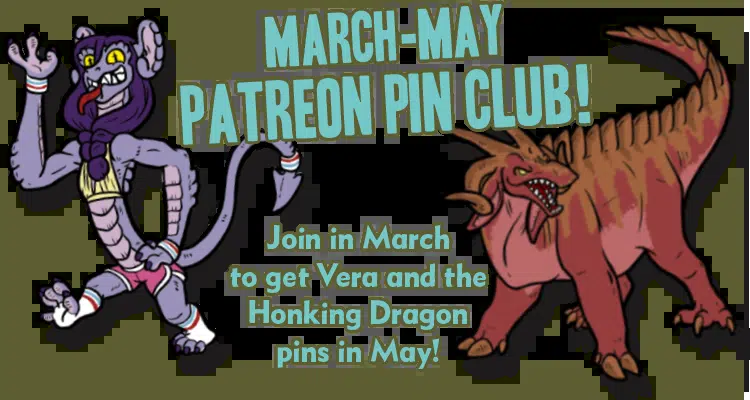 MARCH-MAY
PATREON PIN CLUB!
Join in March
to get Vera and the
Honking Dragon
pins in May!